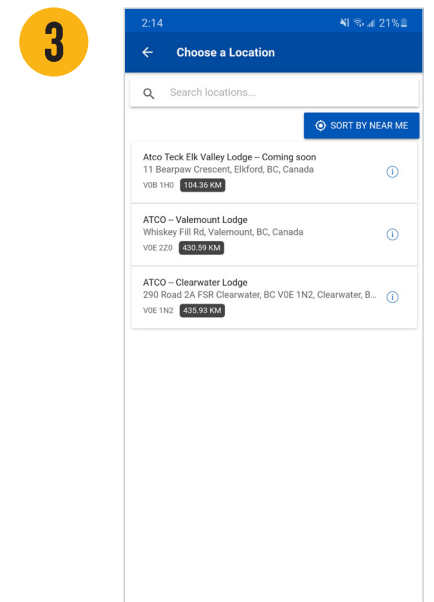 3
2:14 21%
Choose a Location
Search locations...
SORT BY NEAR ME
Atco Teck Elk Valley Lodge – Coming soon
11 Bearpaw Crescent, Elkford, BC, Canada
V0B 1H0 104.36 KM
ATCO – Valemount Lodge
Whiskey Fill Rd, Valemount, BC, Canada
V0E 2Z0 430.59 KM
ATCO – Clearwater Lodge
290 Road 2A FSR Clearwater, BC V0E 1N2, Clearwater, B...
V0E 1N2 435.93 KM